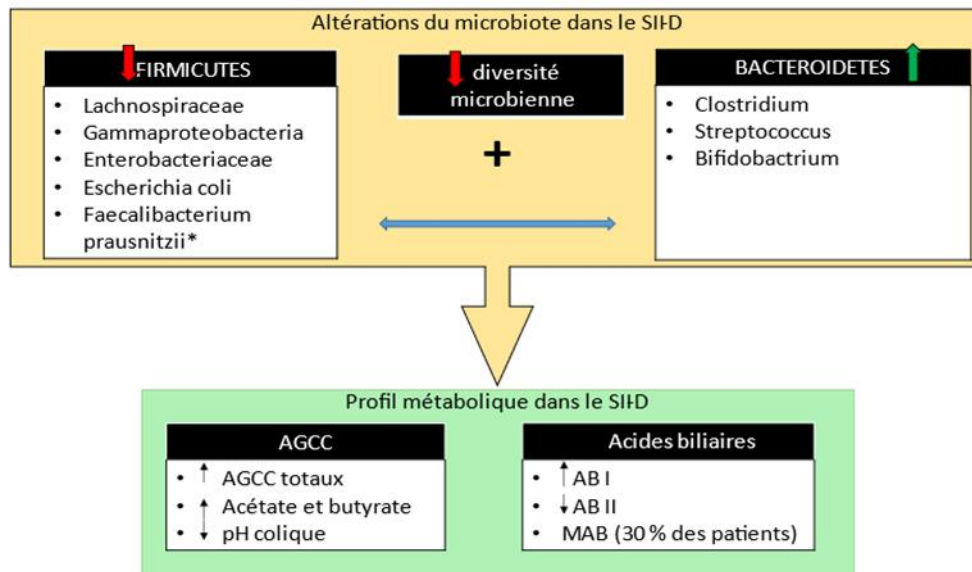 Altérations du microbiote dans le SII-D
FIRMICUTES
• Lachnospiraceae
• Gammaproteobacteria
• Enterobacteriaceae
• Escherichia coli
• Faecalibacterium
prausnitzii*
diversité
microbienne
+
BACTEROIDETES
• Clostridium
• Streptococcus
• Bifidobactrium
Profil métabolique dans le SII-D
AGCC
• ↑ AGCC totaux
• ↑ Acétate et butyrate
• ↓ pH colique
Acides biliaires
• ↑ AB I
• ↓ AB II
• MAB (30 % des patients)